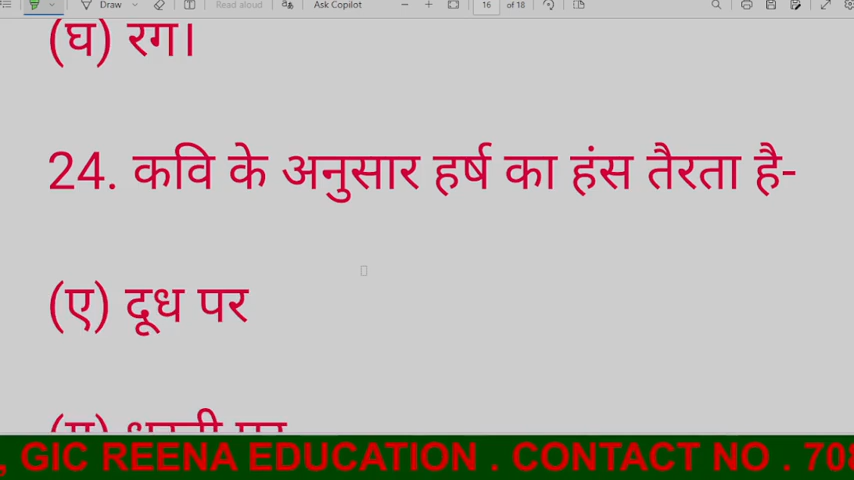 Read aloud Draw Ask Copilot 16 of 18
(घ) रग।
24. कवि के अनुसार हर्ष का हंस तैरता है-
(ए) दूध पर
, GIC REENA EDUCATION . CONTACT NO . 708